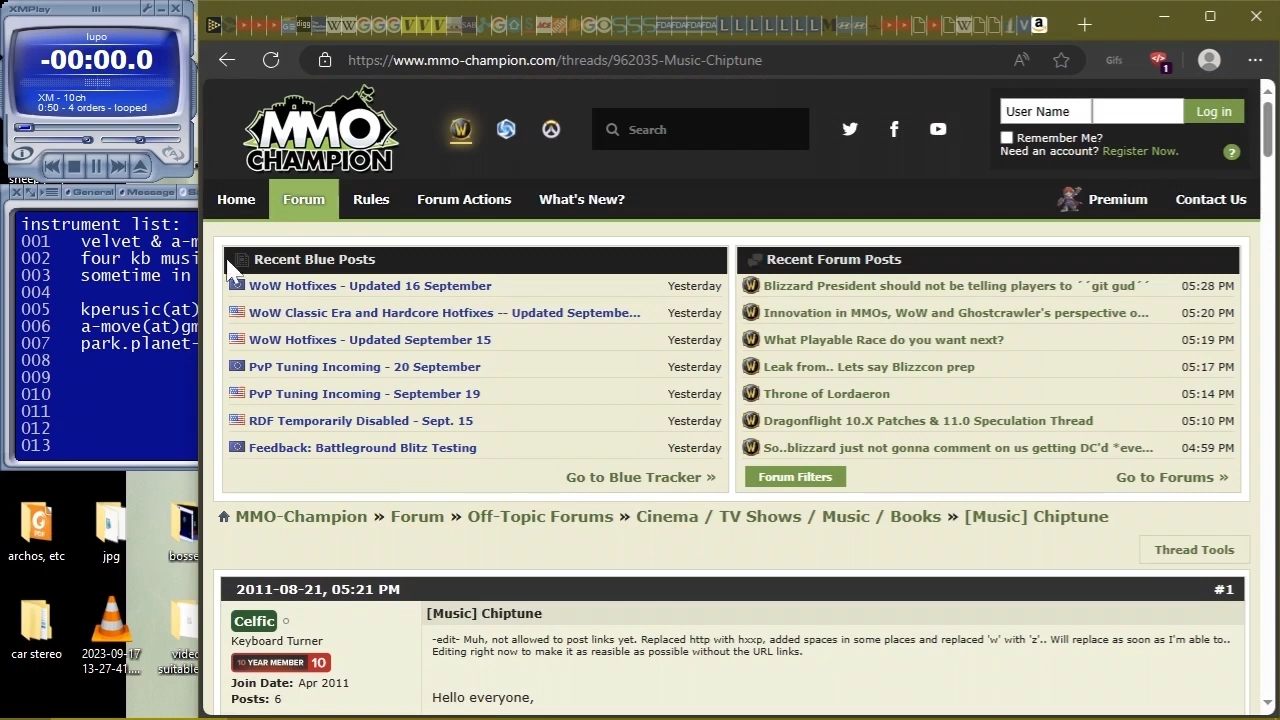 XMPlay
lupo
-00:00.0
XM - 10ch
0:50 - 4 orders - looped
General
Message
instrument list:
001 velvet & a-m
002 four kb musi
003 sometime in
004
005 kperusic(at)
006 a-move(at)gm
007 park.planet-
008
009
010
011
012
013
archos, etc
jpg
bosse
car stereo
2023-09-17
13-27-41....
video
suitable
https://www.mmo-champion.com/threads/962035-Music-Chiptune
Gifs
1
MMO
CHAMPION
Search
User Name
Log in
Remember Me?
Need an account? Register Now.
?
Home
Forum
Rules
Forum Actions
What's New?
Premium
Contact Us
Recent Blue Posts
WoW Hotfixes - Updated 16 September Yesterday
WoW Classic Era and Hardcore Hotfixes -- Updated Septembe... Yesterday
WoW Hotfixes - Updated September 15 Yesterday
PvP Tuning Incoming - 20 September Yesterday
PvP Tuning Incoming - September 19 Yesterday
RDF Temporarily Disabled - Sept. 15 Yesterday
Feedback: Battleground Blitz Testing Yesterday
Go to Blue Tracker »
Recent Forum Posts
Blizzard President should not be telling players to ´´git gud´´ 05:28 PM
Innovation in MMOs, WoW and Ghostcrawler's perspective o... 05:20 PM
What Playable Race do you want next? 05:19 PM
Leak from.. Lets say Blizzcon prep 05:17 PM
Throne of Lordaeron 05:14 PM
Dragonflight 10.X Patches & 11.0 Speculation Thread 05:10 PM
So..blizzard just not gonna comment on us getting DC'd *eve... 04:59 PM
Forum Filters
Go to Forums »
MMO-Champion » Forum » Off-Topic Forums » Cinema / TV Shows / Music / Books » [Music] Chiptune
Thread Tools
2011-08-21, 05:21 PM #1
Celfic
Keyboard Turner
10 YEAR MEMBER 10
Join Date: Apr 2011
Posts: 6
[Music] Chiptune
-edit- Muh, not allowed to post links yet. Replaced http with hxxp, added spaces in some places and replaced 'w' with 'z'.. Will replace as soon as I'm able to..
Editing right now to make it as reasible as possible without the URL links.
Hello everyone,